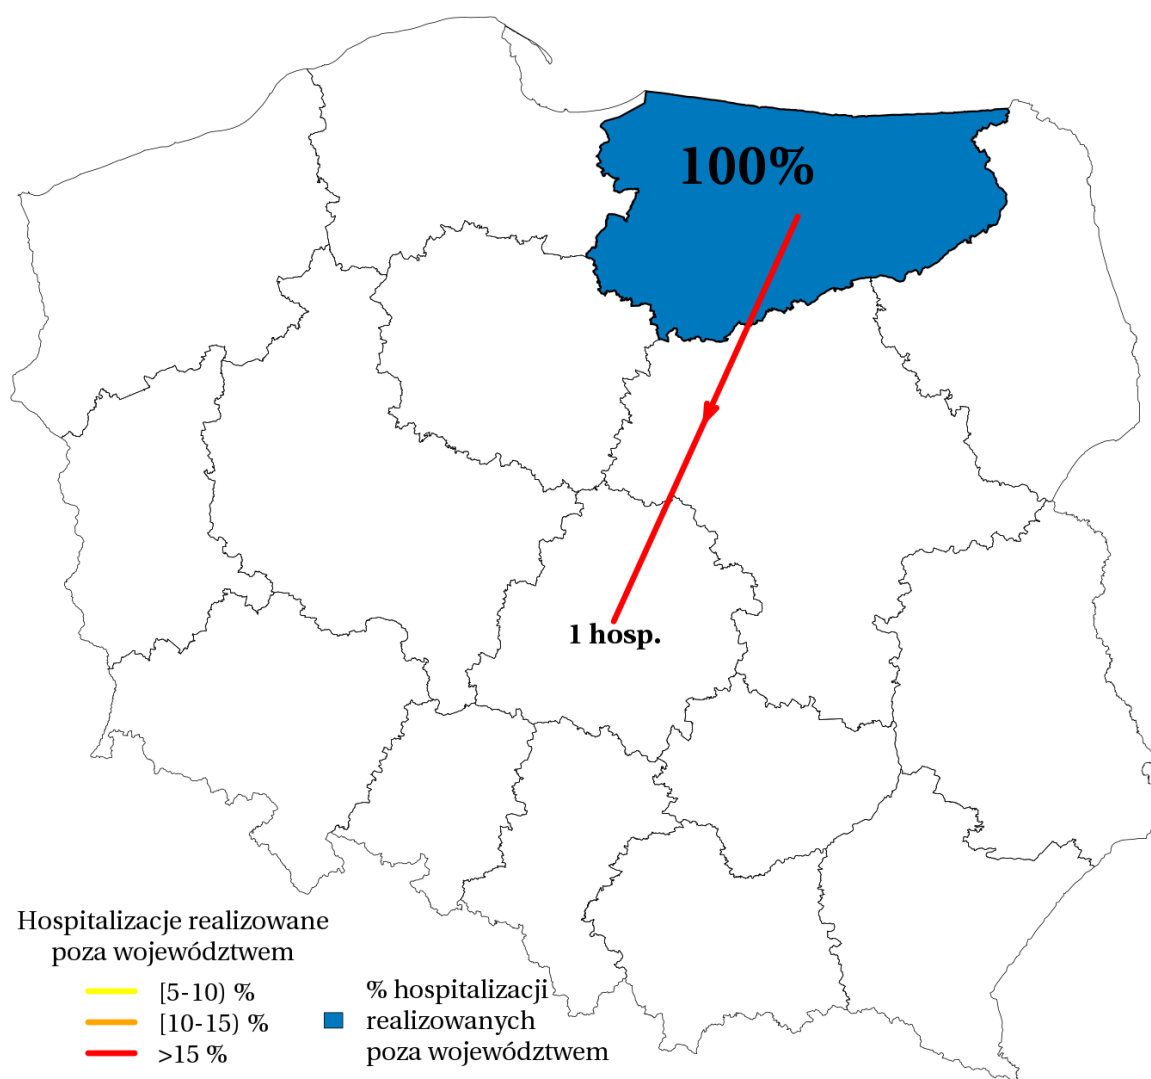 100%
1 hosp.
Hospitalizacje realizowane
poza województwem
[5-10) %
[10-15) %
>15 %
% hospitalizacji
realizowanych
poza województwem